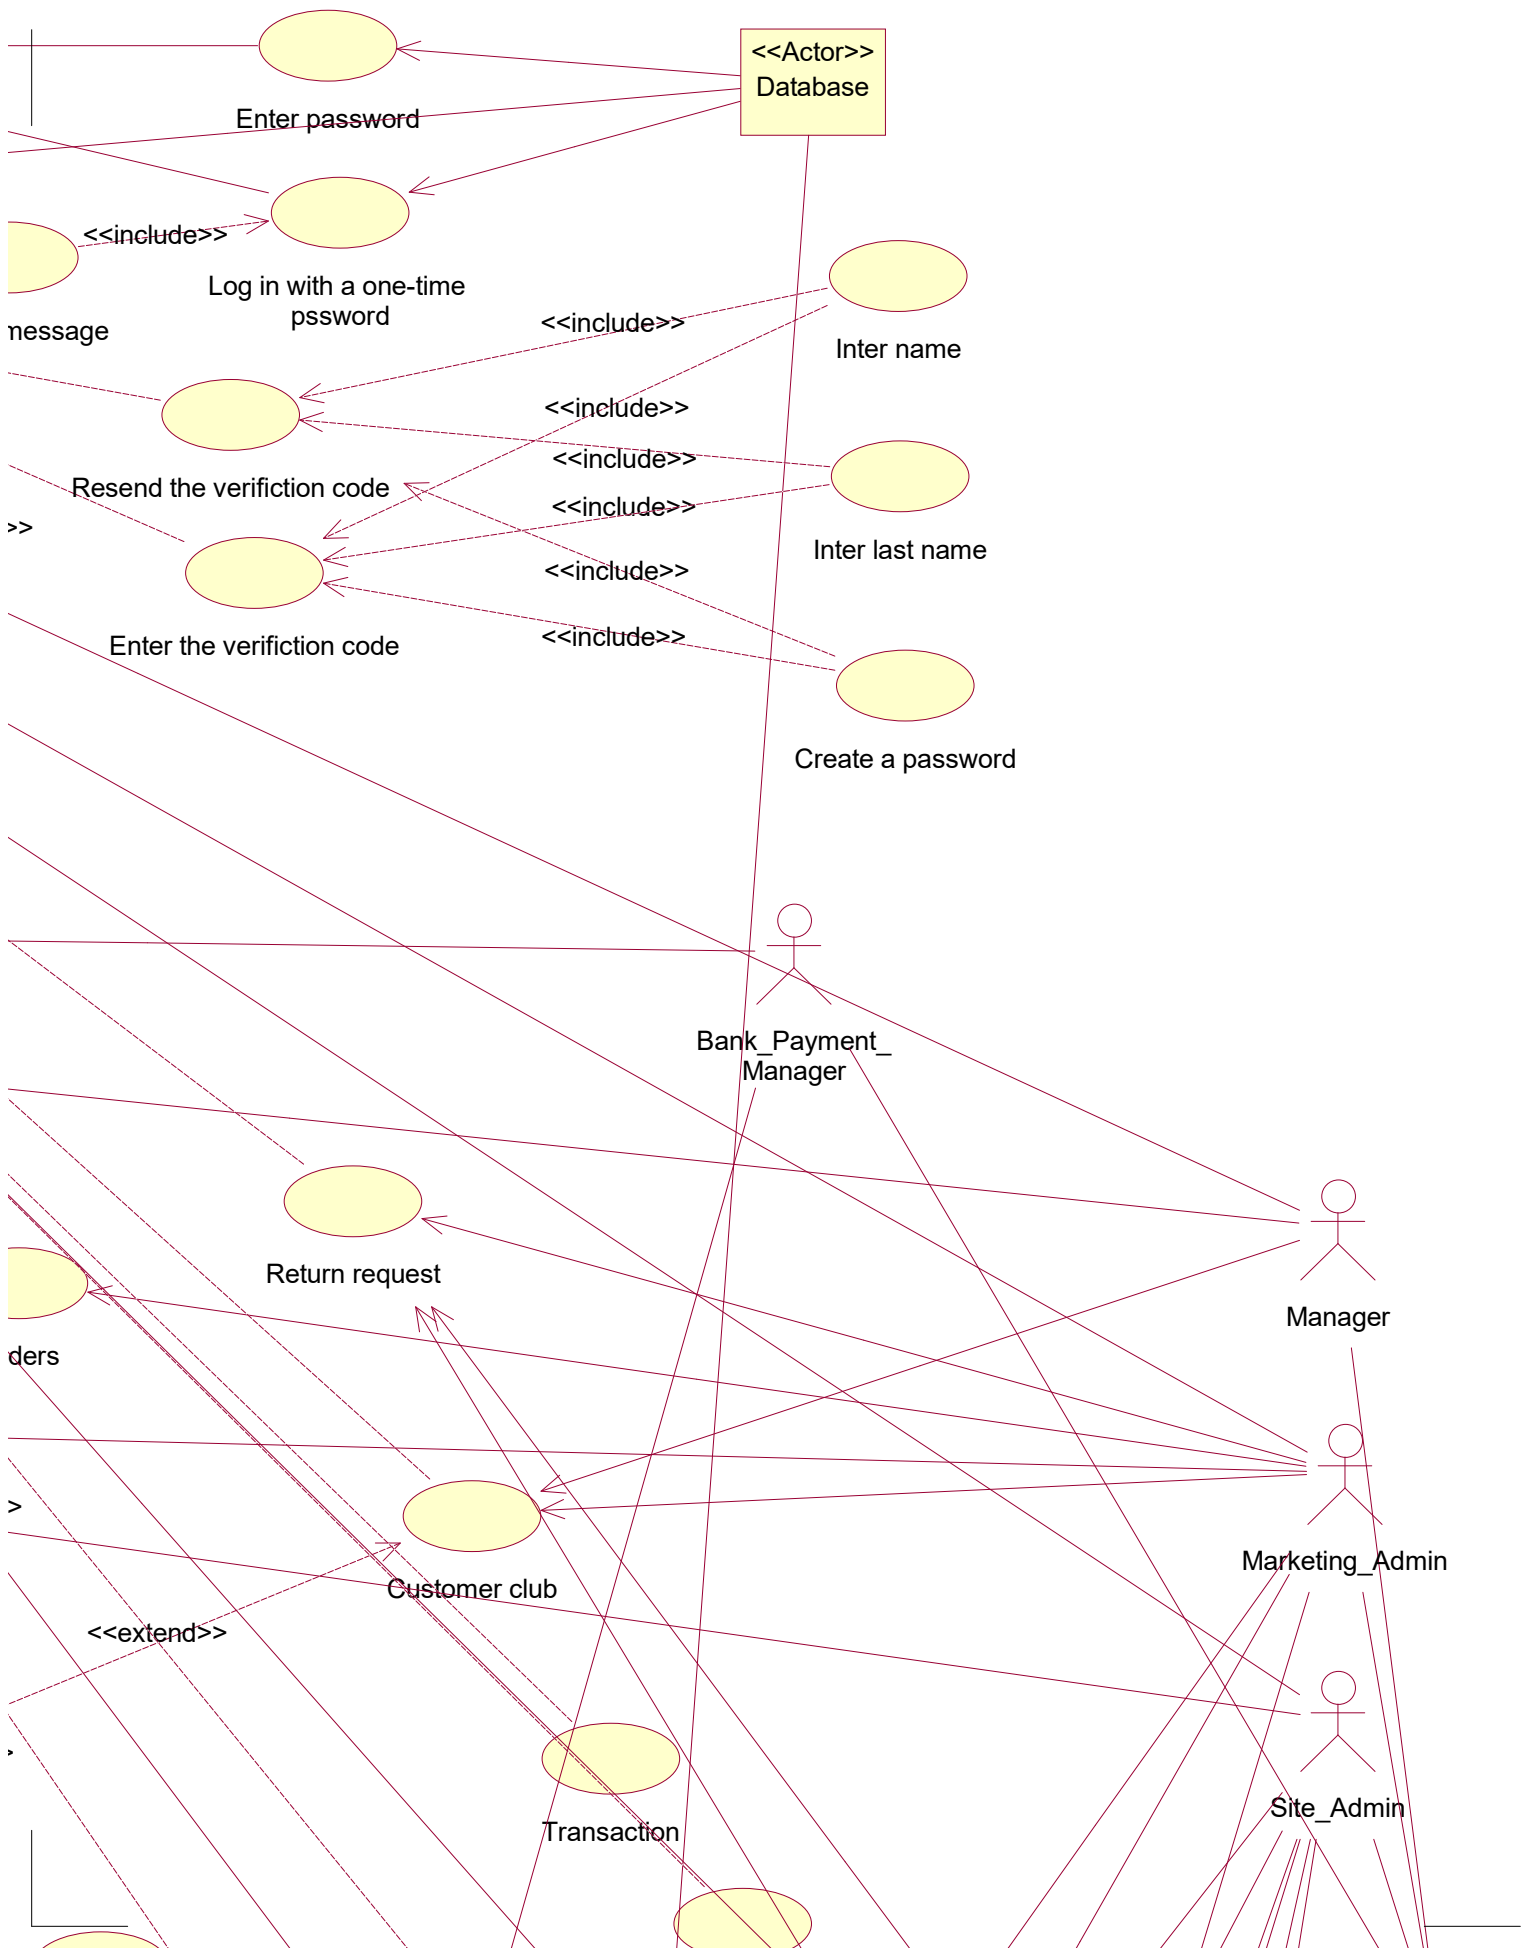 <<Actor>>
Database
Enter password
<<include>>
Log in with a one-time
pssword
message
<<include>>
Inter name
<<include>>
<<include>>
Resend the verifiction code
<<include>>
>>
Inter last name
<<include>>
<<include>>
Enter the verifiction code
Create a password
Bank_Payment_
Manager
Return request
Manager
ders
>
Marketing_Admin
Customer club
<<extend>>
>
Site_Admin
Transaction